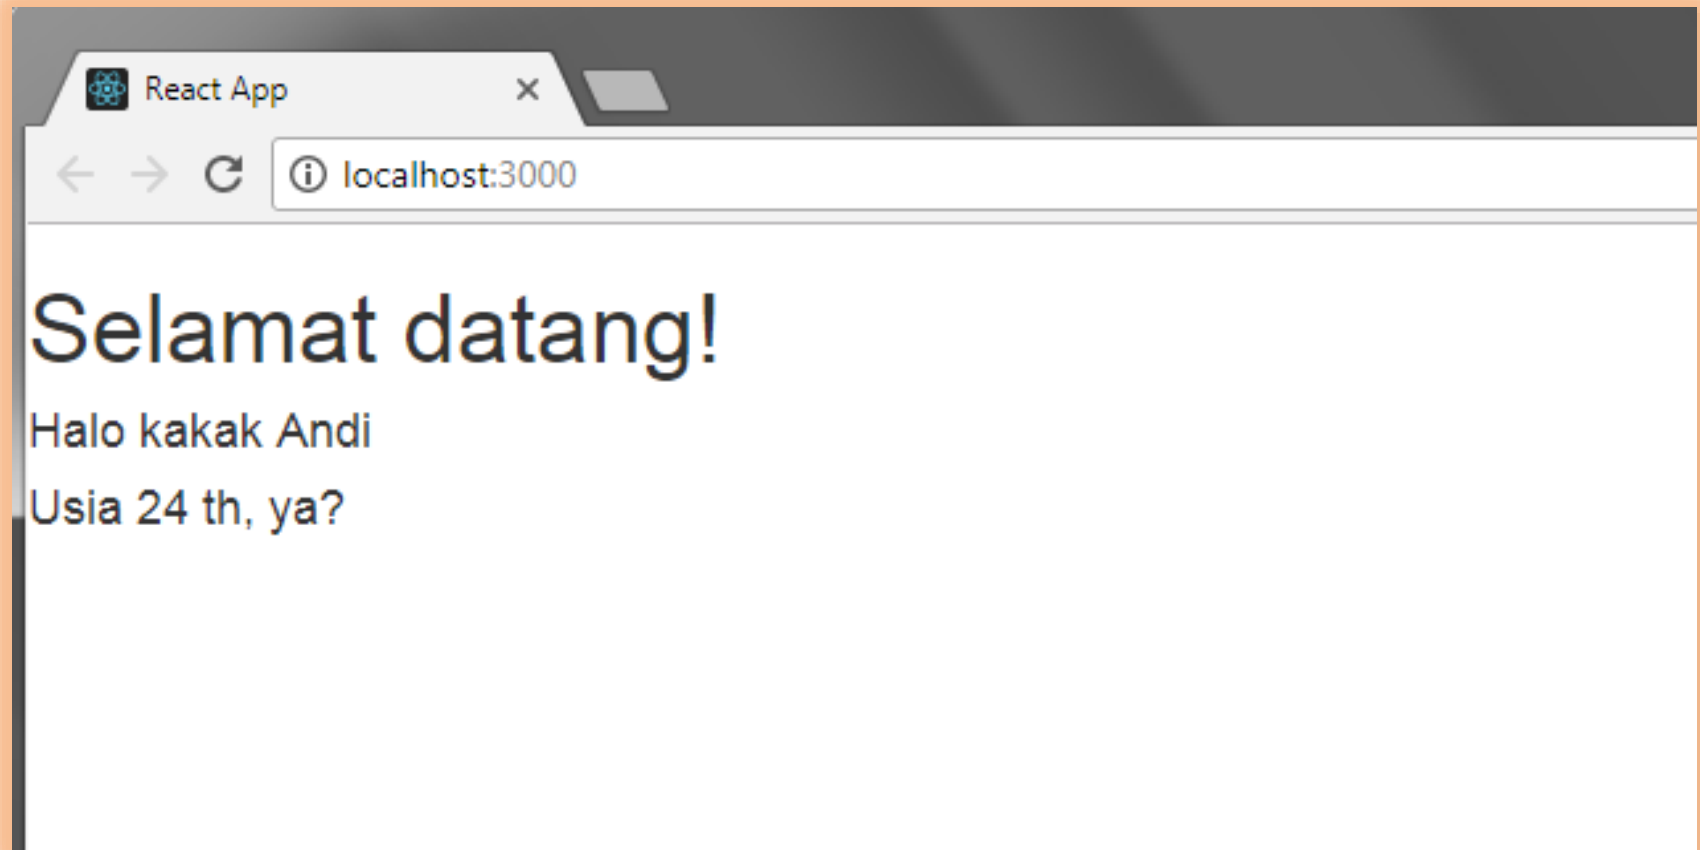 React App
localhost:3000
Selamat datang!
Halo kakak Andi
Usia 24 th, ya?